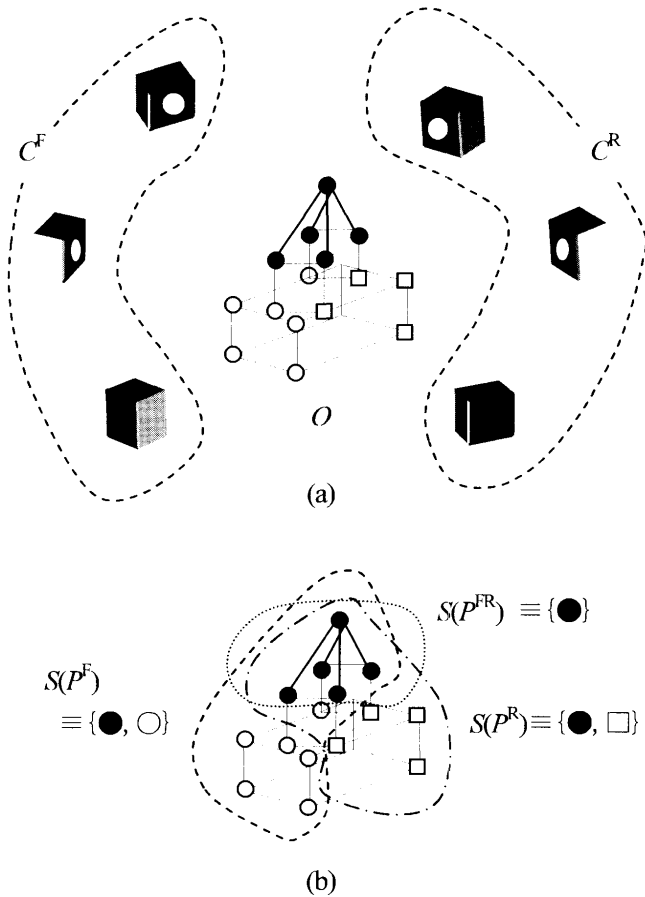 C^F C^R
O
(a)
S(P^FR) ≡{●}
S(P^F)
≡{●, ○} S(P^R)≡{●, □}
(b)